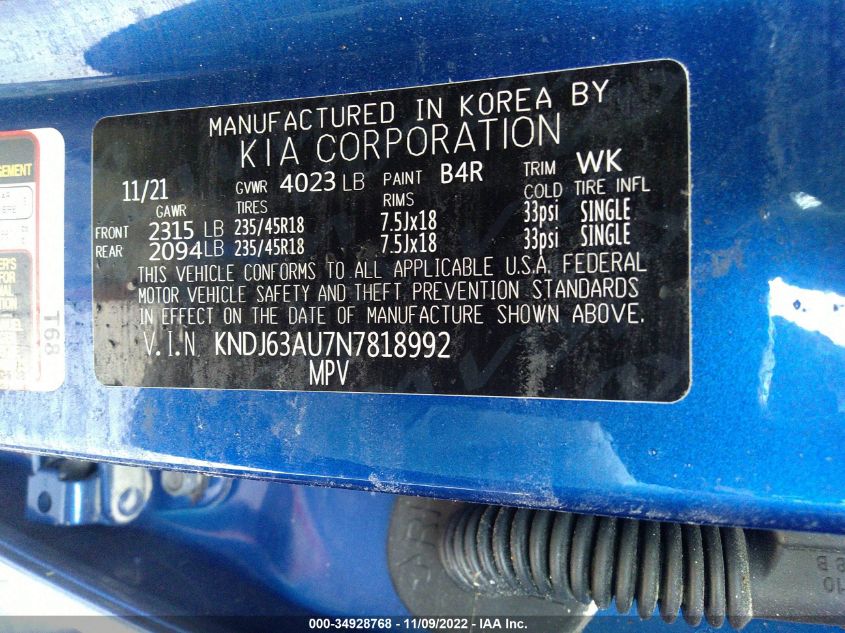 MANUFACTURED IN KOREA BY
KIA CORPORATION
11/21 GVWR 4023 LB PAINT B4R TRIM WK
GAWR TIRES RIMS COLD TIRE INFL
FRONT 2315 LB 235/45R18 7.5Jx18 33psi SINGLE
REAR 2094 LB 235/45R18 7.5Jx18 33psi SINGLE
THIS VEHICLE CONFORMS TO ALL APPLICABLE U.S.A. FEDERAL
MOTOR VEHICLE SAFETY AND THEFT PREVENTION STANDARDS
IN EFFECT ON THE DATE OF MANUFACTURE SHOWN ABOVE.
V.I.N KNDJ63AU7N7818992
MPV
T68
000-34928768 - 11/09/2022 - IAA Inc.